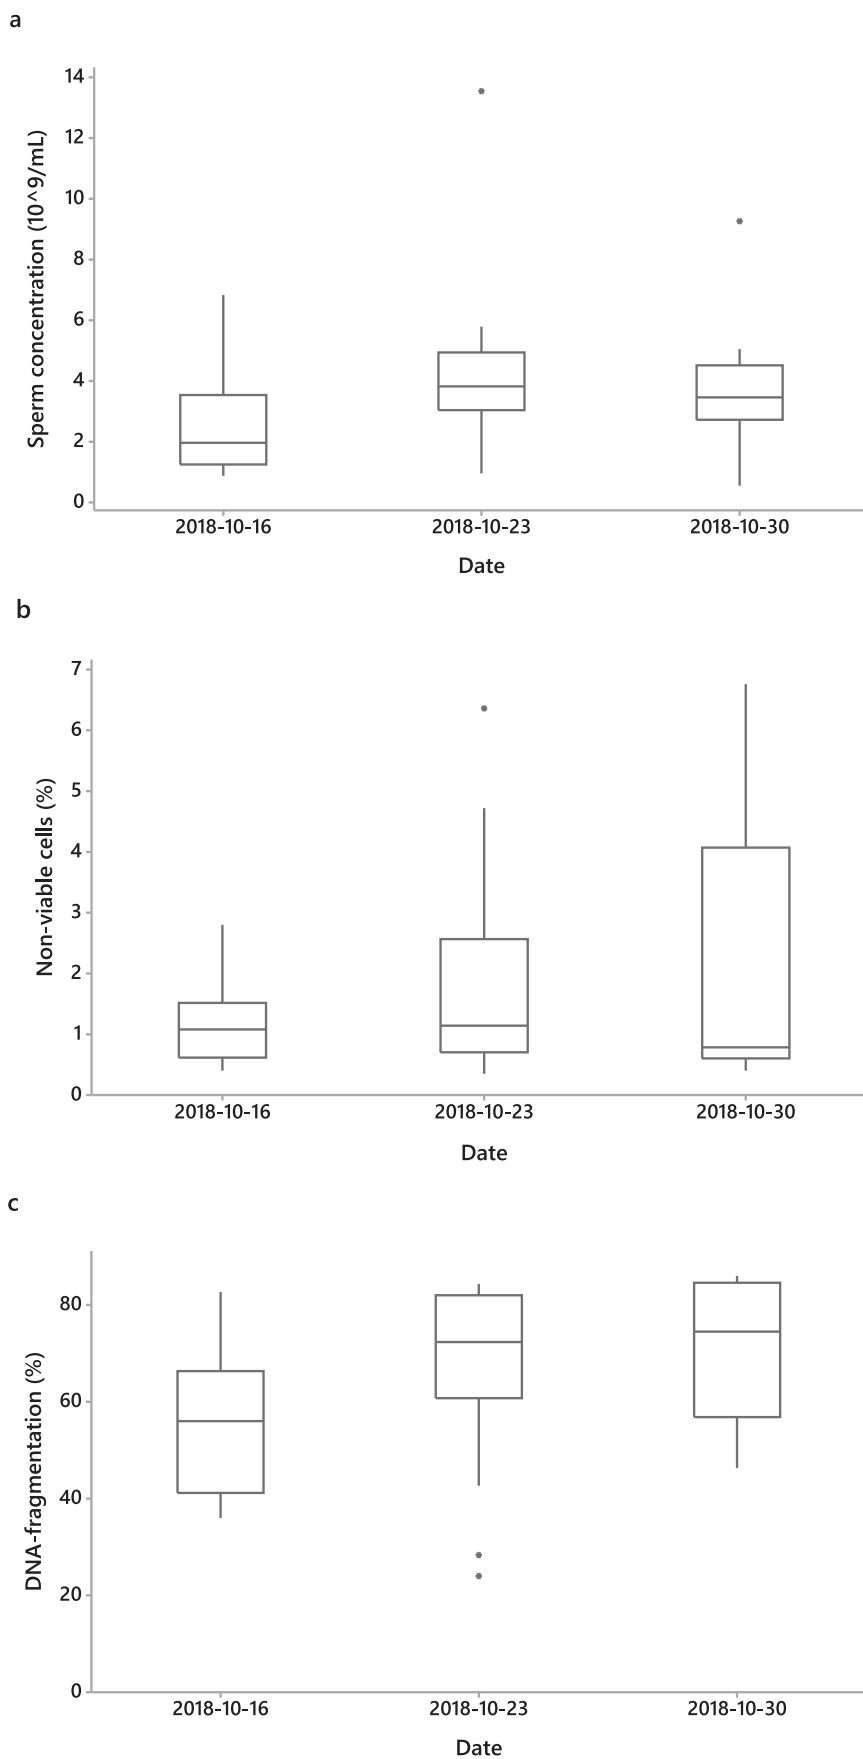 a
Sperm concentration (10^9/mL)
14
12
10
8
6
4
2
0
2018-10-16 2018-10-23 2018-10-30
Date
b
Non-viable cells (%)
7
6
5
4
3
2
1
0
2018-10-16 2018-10-23 2018-10-30
Date
c
DNA-fragmentation (%)
80
60
40
20
0
2018-10-16 2018-10-23 2018-10-30
Date